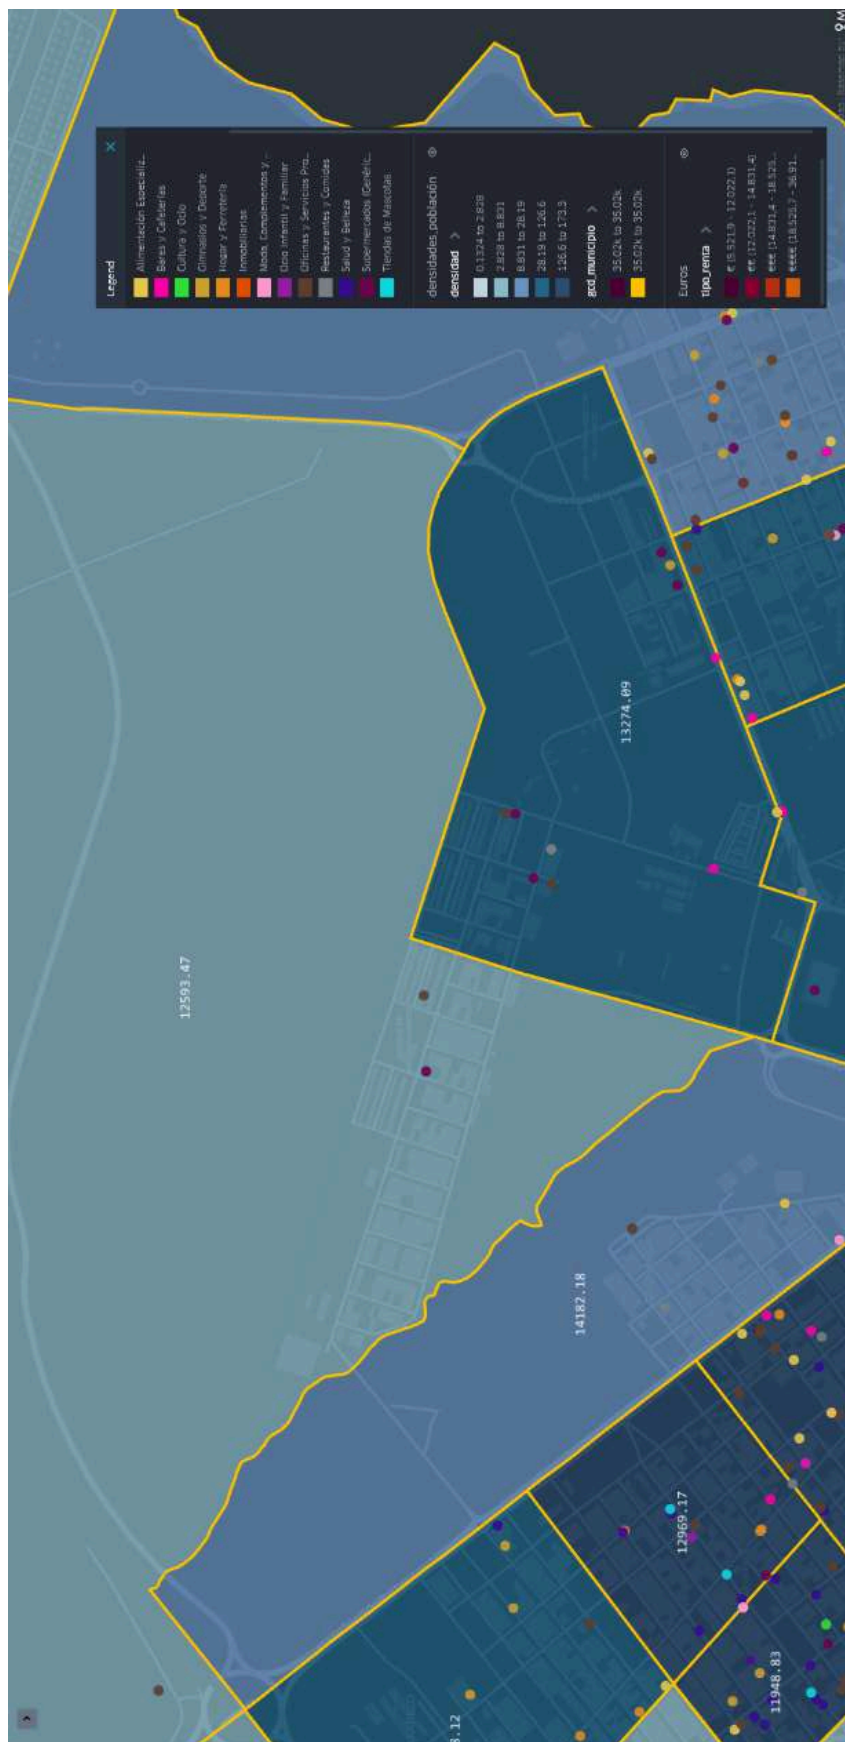 Legend
Alimentación Especializ...
Bares y Cafeterías
Cultura y Ocio
Gimnasios y Deporte
Hogar y Ferretería
Inmobiliarias
Moda, Complementos y ...
Ocio Infantil y Familiar
Oficinas y Servicios Pro...
Restaurantes y Comidas
Salud y Belleza
Supermercados (Genéric...
Tiendas de Mascotas
densidades_población
densidad
0.1324 to 2.828
2.828 to 8.831
8.831 to 28.19
28.19 to 126.6
126.6 to 173.3
gcd_municipio
35.02k to 35.02k
35.02k to 35.02k
Euros
tipo_renta
€ (9.521,9 - 12.022,1)
€€ (12.022,1 - 14.831,4)
€€€ (14.831,4 - 18.525...
€€€€ (18.525,7 - 36.91...
12593.47
13274.09
14182.18
12969.17
11948.83
3.12